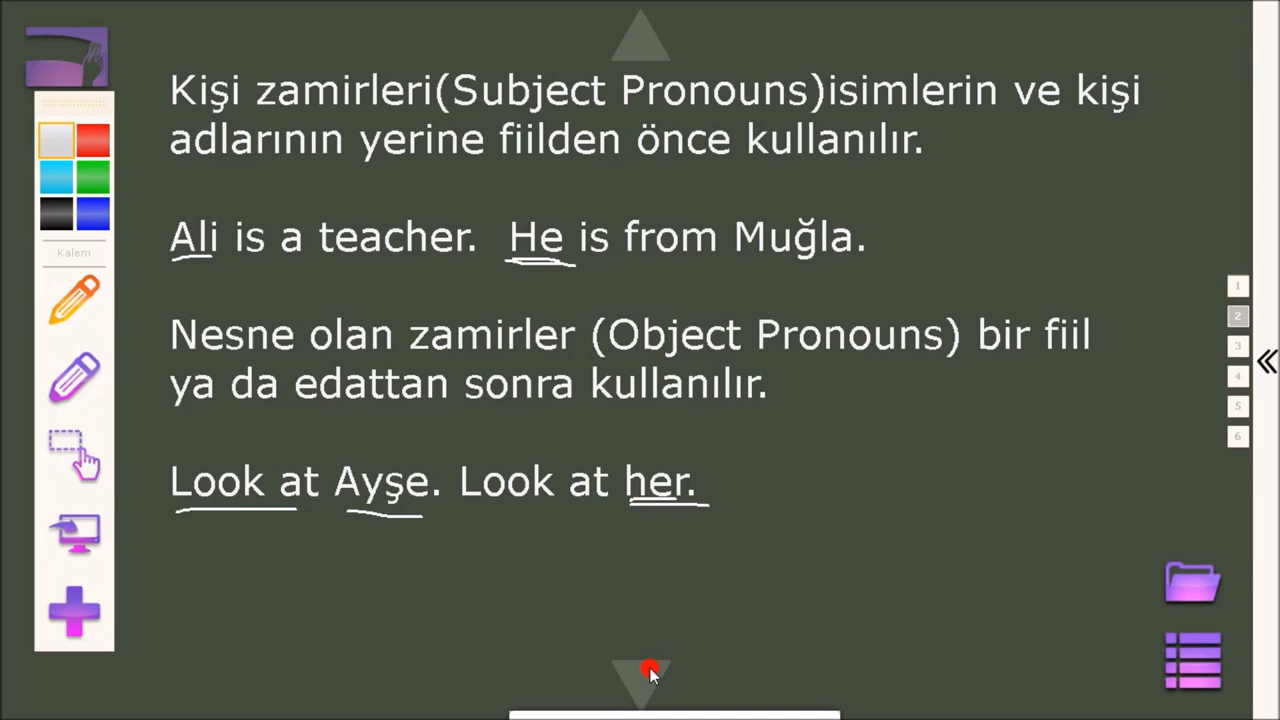 Kişi zamirleri(Subject Pronouns)isimlerin ve kişi
adlarının yerine fiilden önce kullanılır.
Ali is a teacher. He is from Muğla.
Nesne olan zamirler (Object Pronouns) bir fiil
ya da edattan sonra kullanılır.
Look at Ayşe. Look at her.
Kalem
1
2
3
4
5
6